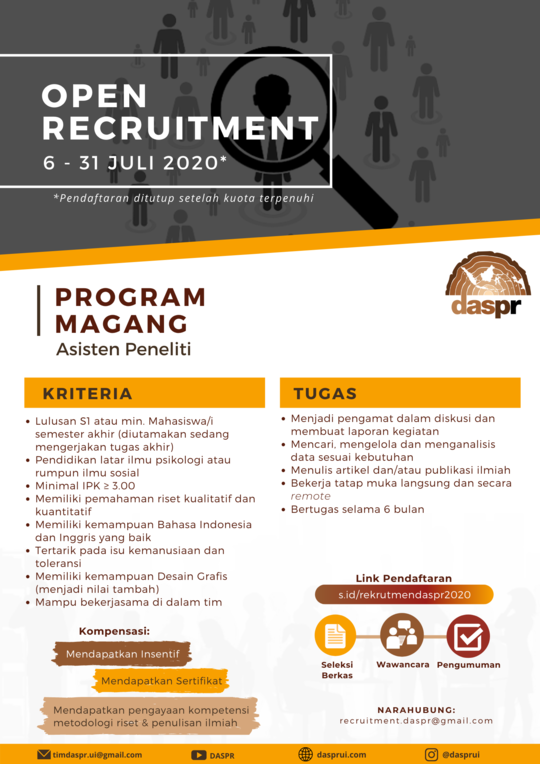 OPEN
RECRUITMENT
6 - 31 JULI 2020*
*Pendaftaran ditutup setelah kuota terpenuhi
daspr
PROGRAM
MAGANG
Asisten Peneliti
KRITERIA
• Lulusan S1 atau min. Mahasiswa/i
semester akhir (diutamakan sedang
mengerjakan tugas akhir)
• Pendidikan latar ilmu psikologi atau
rumpun ilmu sosial
• Minimal IPK ≥ 3.00
• Memiliki pemahaman riset kualitatif dan
kuantitatif
• Memiliki kemampuan Bahasa Indonesia
dan Inggris yang baik
• Tertarik pada isu kemanusiaan dan
toleransi
• Memiliki kemampuan Desain Grafis
(menjadi nilai tambah)
• Mampu bekerjasama di dalam tim
Kompensasi:
Mendapatkan Insentif
Mendapatkan Sertifikat
Mendapatkan pengayaan kompetensi
metodologi riset & penulisan ilmiah
TUGAS
• Menjadi pengamat dalam diskusi dan
membuat laporan kegiatan
• Mencari, mengelola dan menganalisis
data sesuai kebutuhan
• Menulis artikel dan/atau publikasi ilmiah
• Bekerja tatap muka langsung dan secara
remote
• Bertugas selama 6 bulan
Link Pendaftaran
s.id/rekrutmendaspr2020
Seleksi
Berkas
Wawancara
Pengumuman
NARAHUBUNG:
recruitment.daspr@gmail.com
timdaspr.ui@gmail.com
DASPR
dasprui.com
@dasprui